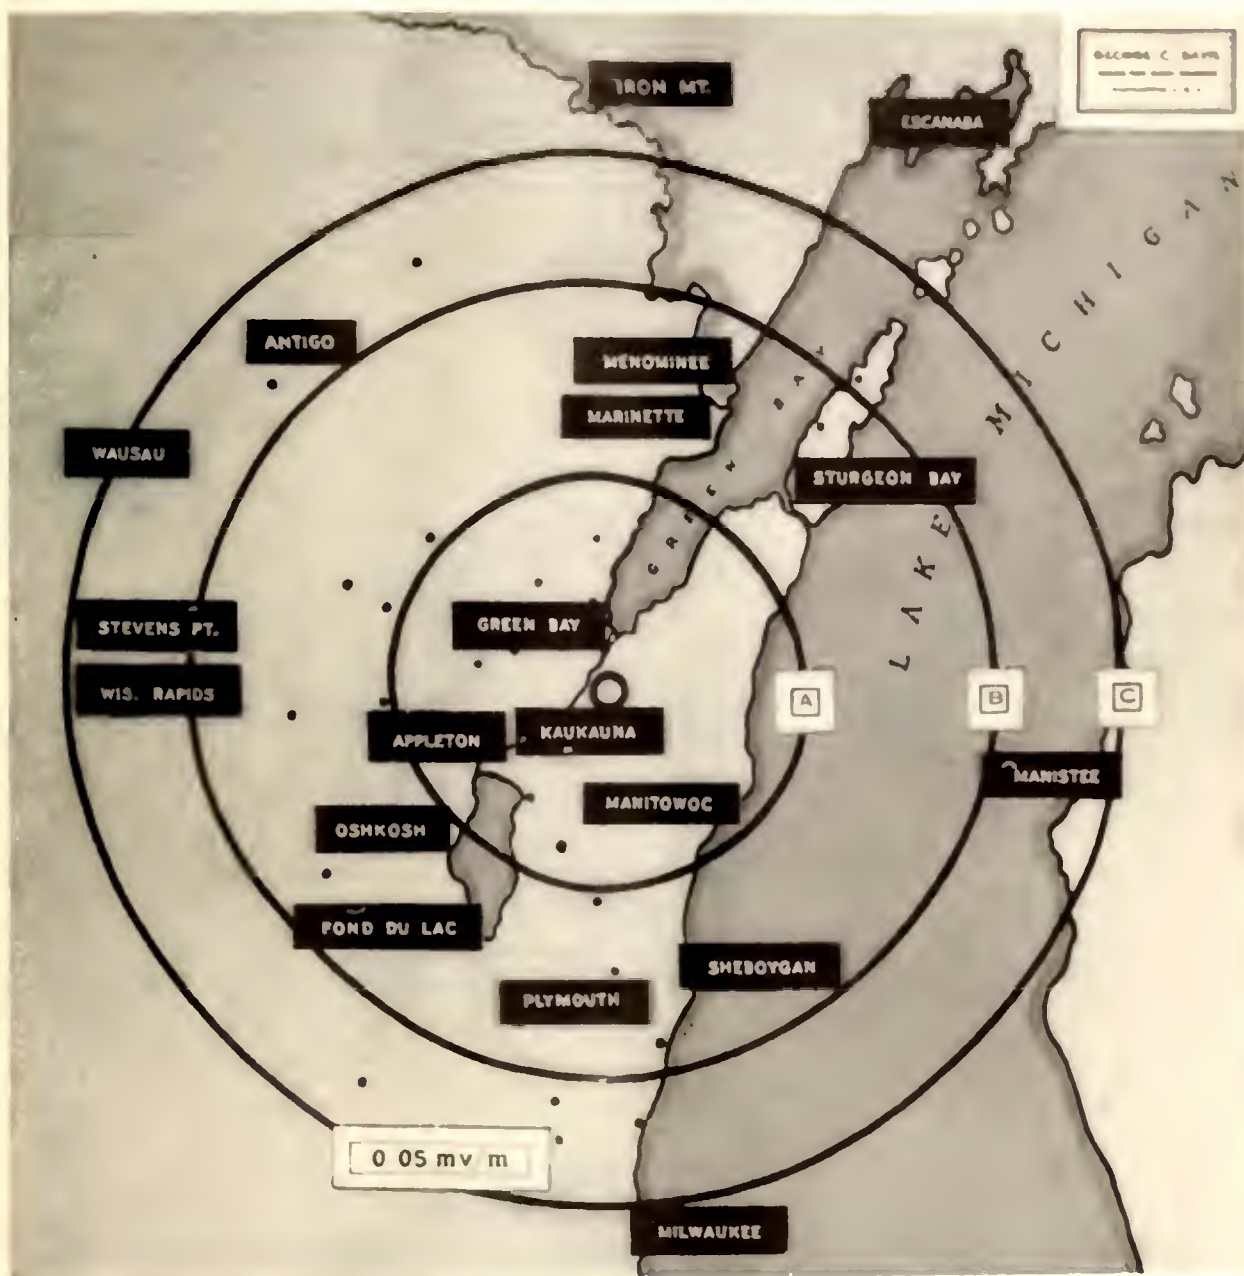 IRON MT.
ESCANABA
ANTIGO
MENOMINEE
MARINETTE
WAUSAU
STURGEON BAY
GREEN BAY
LAKE MICHIGAN
STEVENS PT.
GREEN BAY
WIS. RAPIDS
A
B
C
APPLETON
KAUKAUNA
MANISTEE
MANITOWOC
OSHKOSH
FOND DU LAC
SHEBOYGAN
PLYMOUTH
0 05 mv m
MILWAUKEE